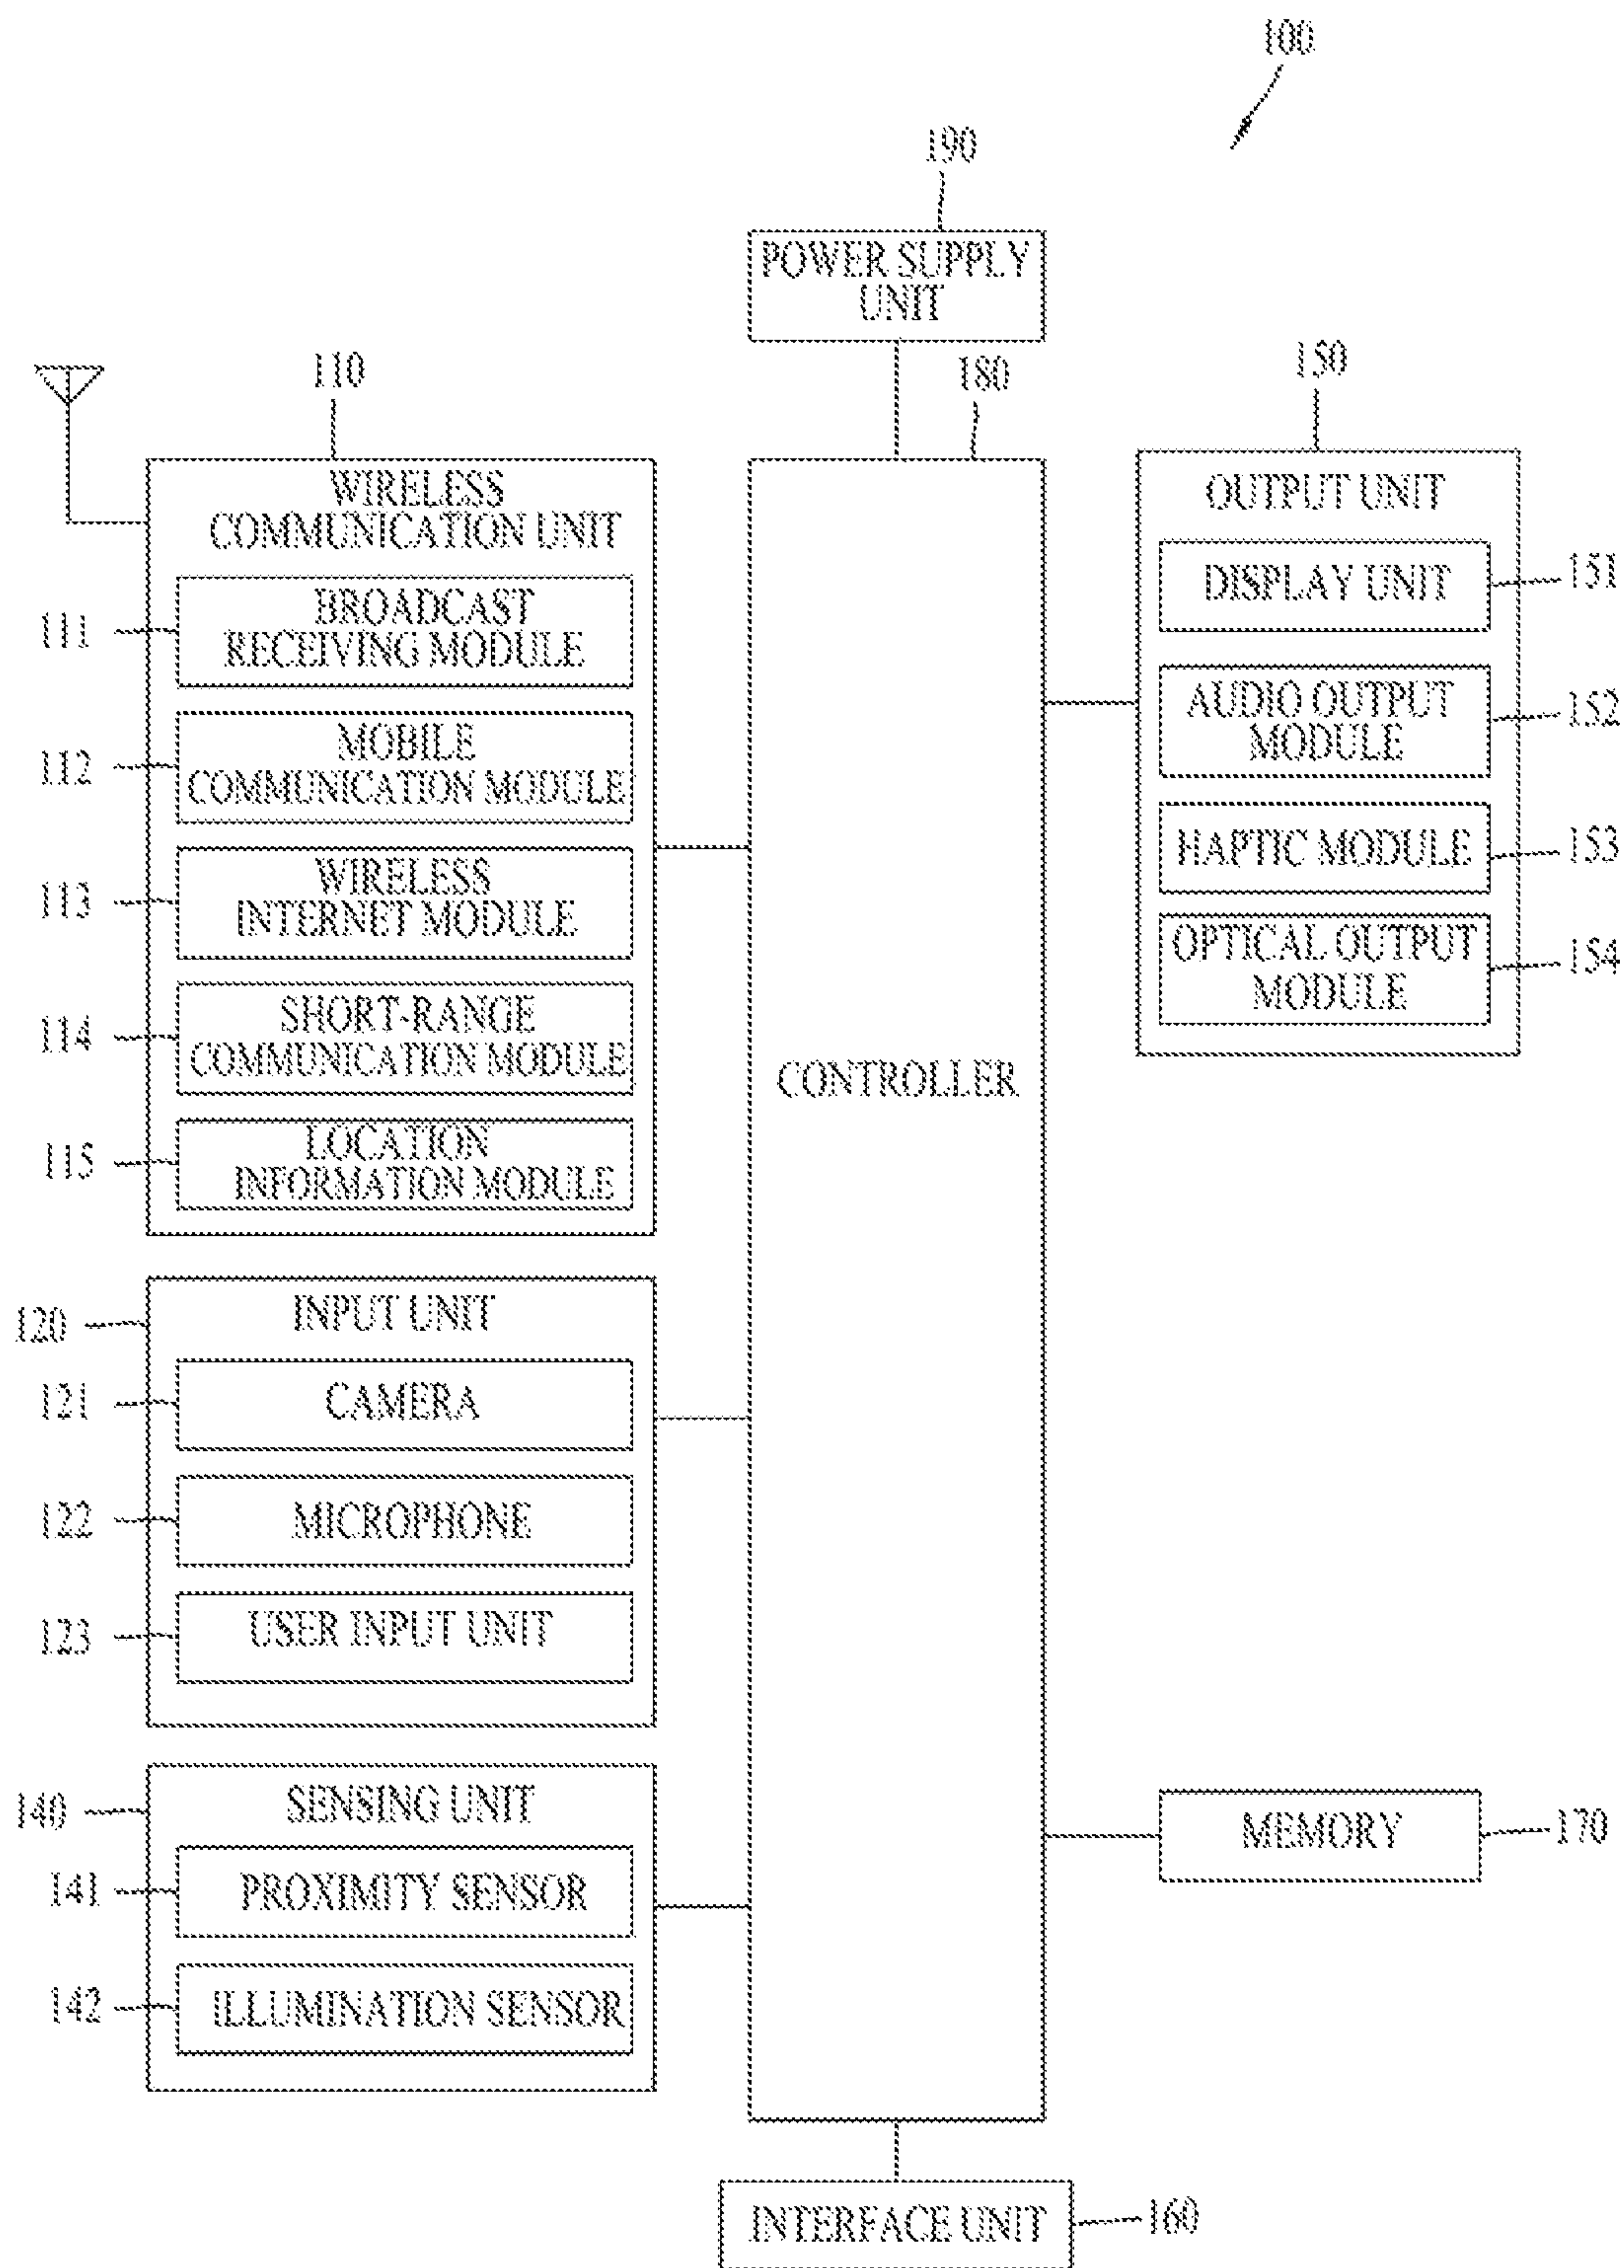 100
190
POWER SUPPLY
UNIT
110
180
150
WIRELESS
COMMUNICATION UNIT
111
BROADCAST
RECEIVING MODULE
112
MOBILE
COMMUNICATION MODULE
113
WIRELESS
INTERNET MODULE
114
SHORT-RANGE
COMMUNICATION MODULE
115
LOCATION
INFORMATION MODULE
120
INPUT UNIT
121
CAMERA
122
MICROPHONE
123
USER INPUT UNIT
140
SENSING UNIT
141
PROXIMITY SENSOR
142
ILLUMINATION SENSOR
CONTROLLER
OUTPUT UNIT
DISPLAY UNIT
151
AUDIO OUTPUT
MODULE
152
HAPTIC MODULE
153
OPTICAL OUTPUT
MODULE
154
MEMORY
170
INTERFACE UNIT
160